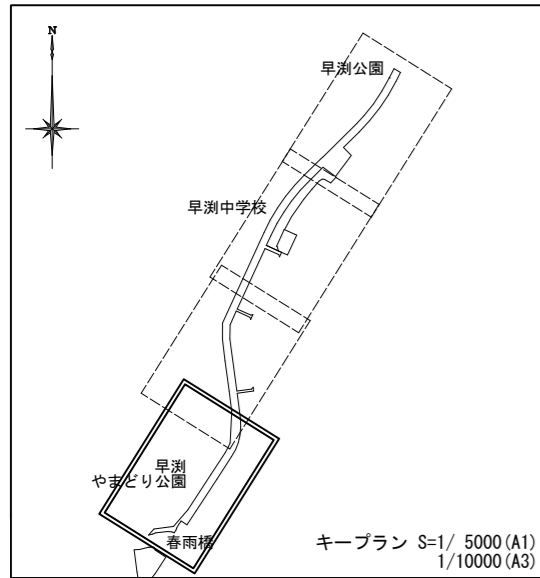 N
早渕公園
早渕中学校
早渕
やまどり公園
春雨橋
キープラン S=1/ 5000(A1)
1/10000(A3)